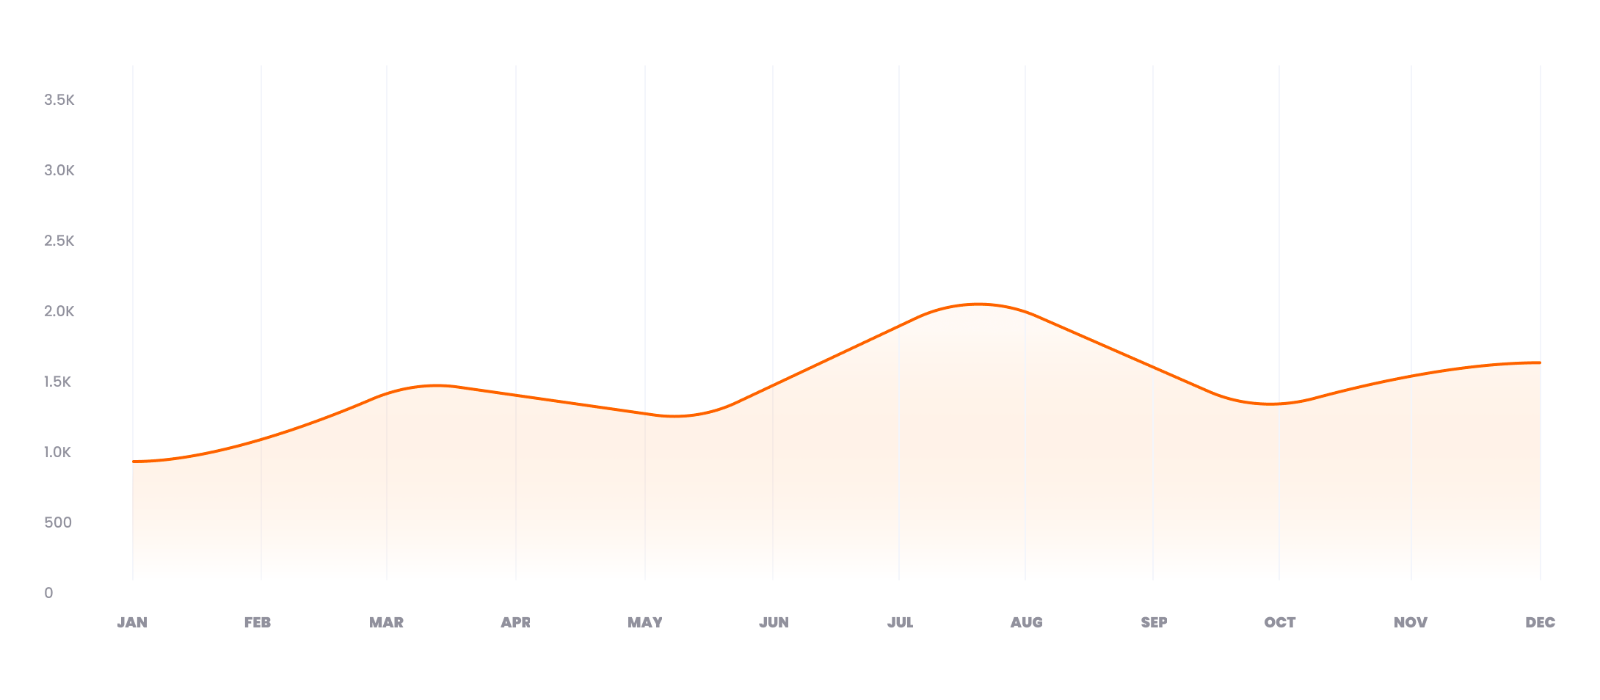 3.5K
3.0K
2.5K
2.0K
1.5K
1.0K
500
0
JAN FEB MAR APR MAY JUN JUL AUG SEP OCT NOV DEC